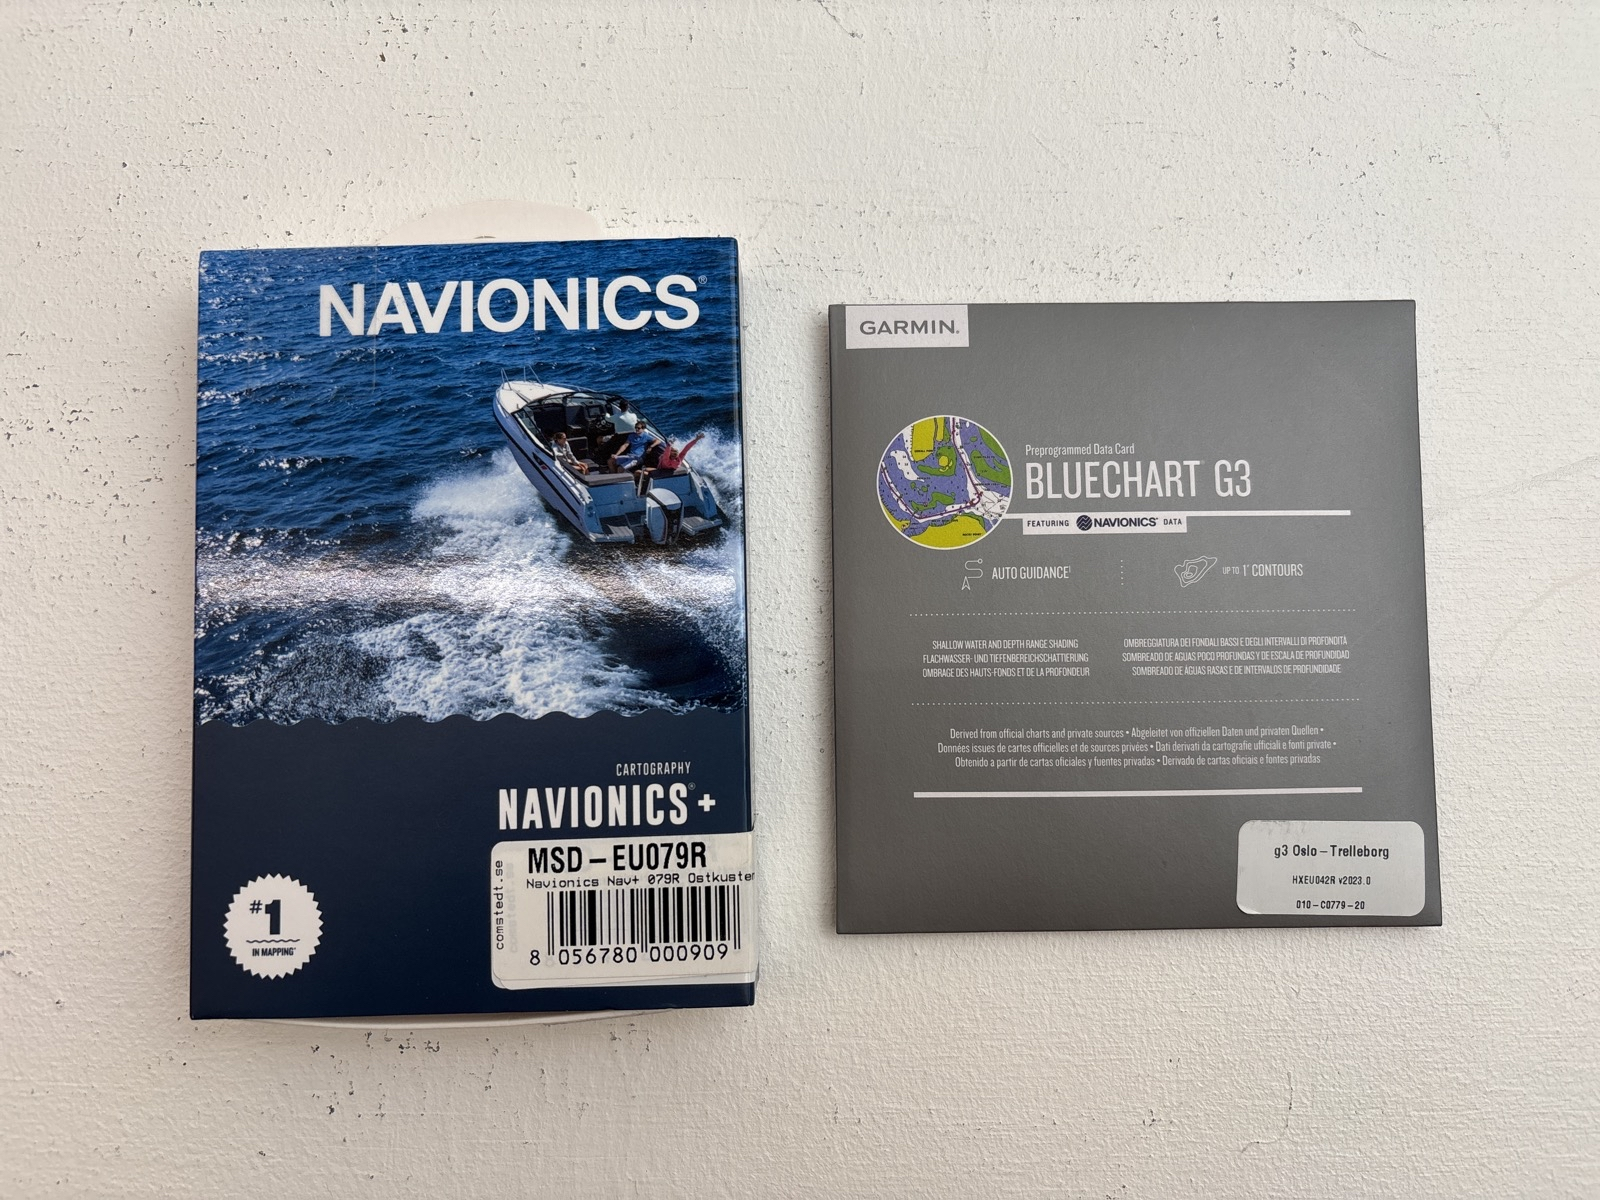 NAVIONICS®
CARTOGRAPHY
NAVIONICS®+
#1
IN MAPPING
comstedt.se
MSD-EU079R
Navionics Nav+ 079R Ostkusten
8 056780 000909
GARMIN.
Preprogrammed Data Card
BLUECHART G3
FEATURING NAVIONICS® DATA
AUTO GUIDANCE¹
UP TO 1' CONTOURS
SHALLOW WATER AND DEPTH RANGE SHADING
FLACHWASSER- UND TIEFENBEREICHSCHATTIERUNG
OMBRAGE DES HAUTS-FONDS ET DE LA PROFONDEUR
OMBREGGIATURA DEI FONDALI BASSI E DEGLI INTERVALLI DI PROFONDITÀ
SOMBREADO DE AGUAS POCO PROFUNDAS Y DE ESCALA DE PROFUNDIDAD
SOMBREADO DE ÁGUAS RASAS E DE INTERVALOS DE PROFUNDIDADE
Derived from official charts and private sources • Abgeleitet von offiziellen Daten und privaten Quellen •
Données issues de cartes officielles et de sources privées • Dati derivati da cartografie ufficiali e fonti private •
Obtenido a partir de cartas oficiales y fuentes privadas • Derivado de cartas oficiais e fontes privadas
g3 Oslo-Trelleborg
HXEU042R v2023.0
010-C0779-20